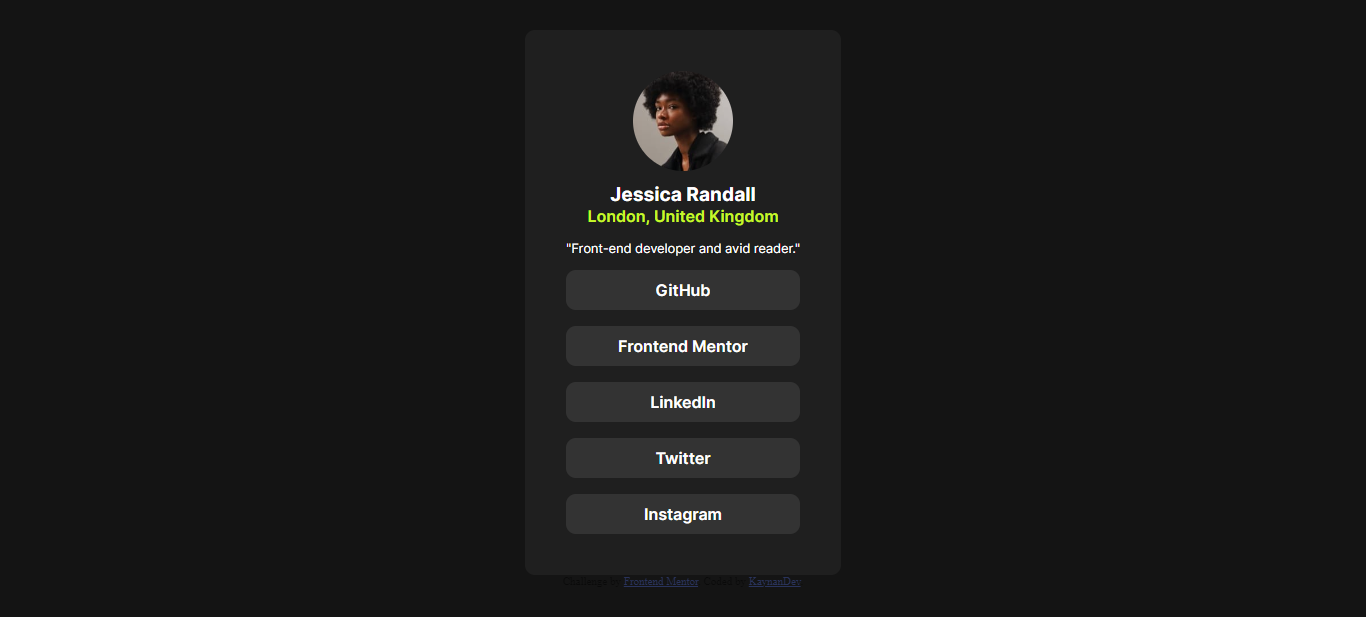 Jessica Randall
London, United Kingdom
"Front-end developer and avid reader."
GitHub
Frontend Mentor
LinkedIn
Twitter
Instagram
Challenge by Frontend Mentor. Coded by KaynanDev.